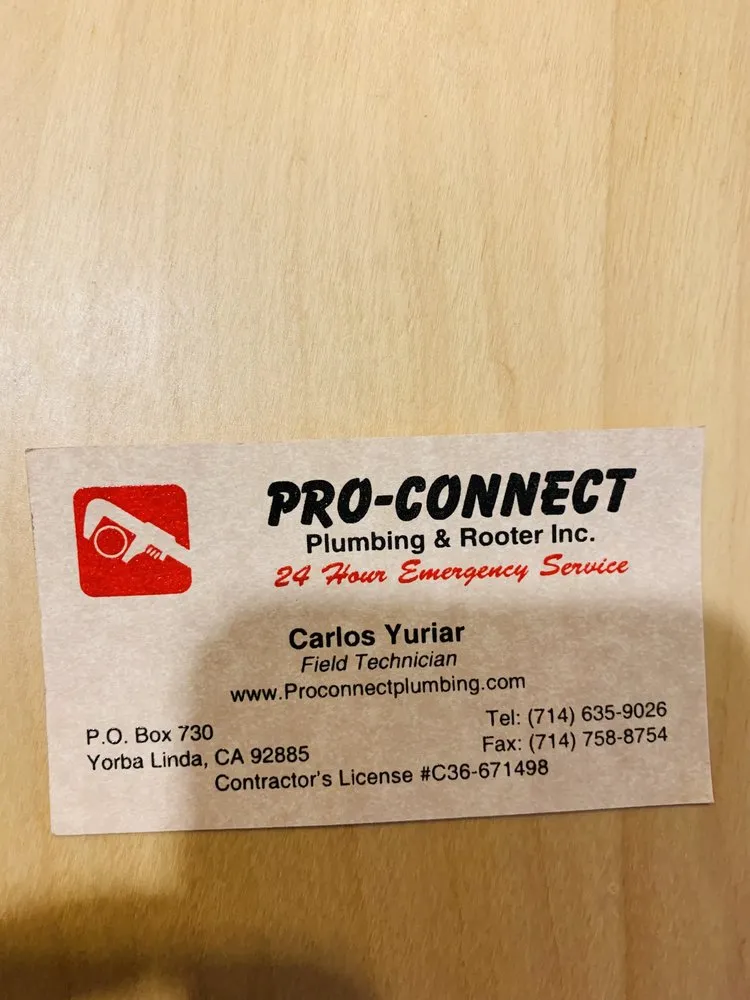 PRO-CONNECT
Plumbing & Rooter Inc.
24 Hour Emergency Service
Carlos Yuriar
Field Technician
www.Proconnectplumbing.com
P.O. Box 730
Yorba Linda, CA 92885
Tel: (714) 635-9026
Fax: (714) 758-8754
Contractor's License #C36-671498